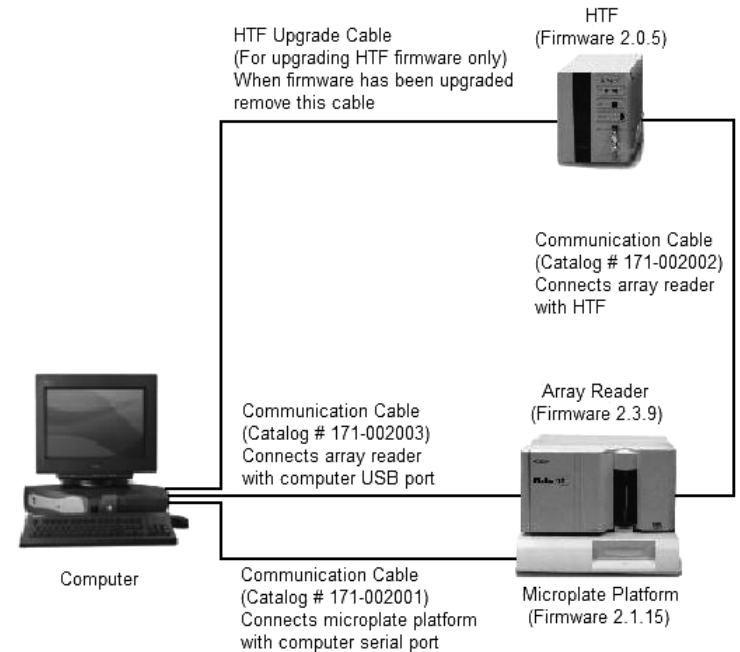 HTF
(Firmware 2.0.5)
HTF Upgrade Cable
(For upgrading HTF firmware only)
When firmware has been upgraded
remove this cable
Communication Cable
(Catalog # 171-002002)
Connects array reader
with HTF
Array Reader
(Firmware 2.3.9)
Communication Cable
(Catalog # 171-002003)
Connects array reader
with computer USB port
Computer
Communication Cable
(Catalog # 171-002001)
Connects microplate platform
with computer serial port
Microplate Platform
(Firmware 2.1.15)